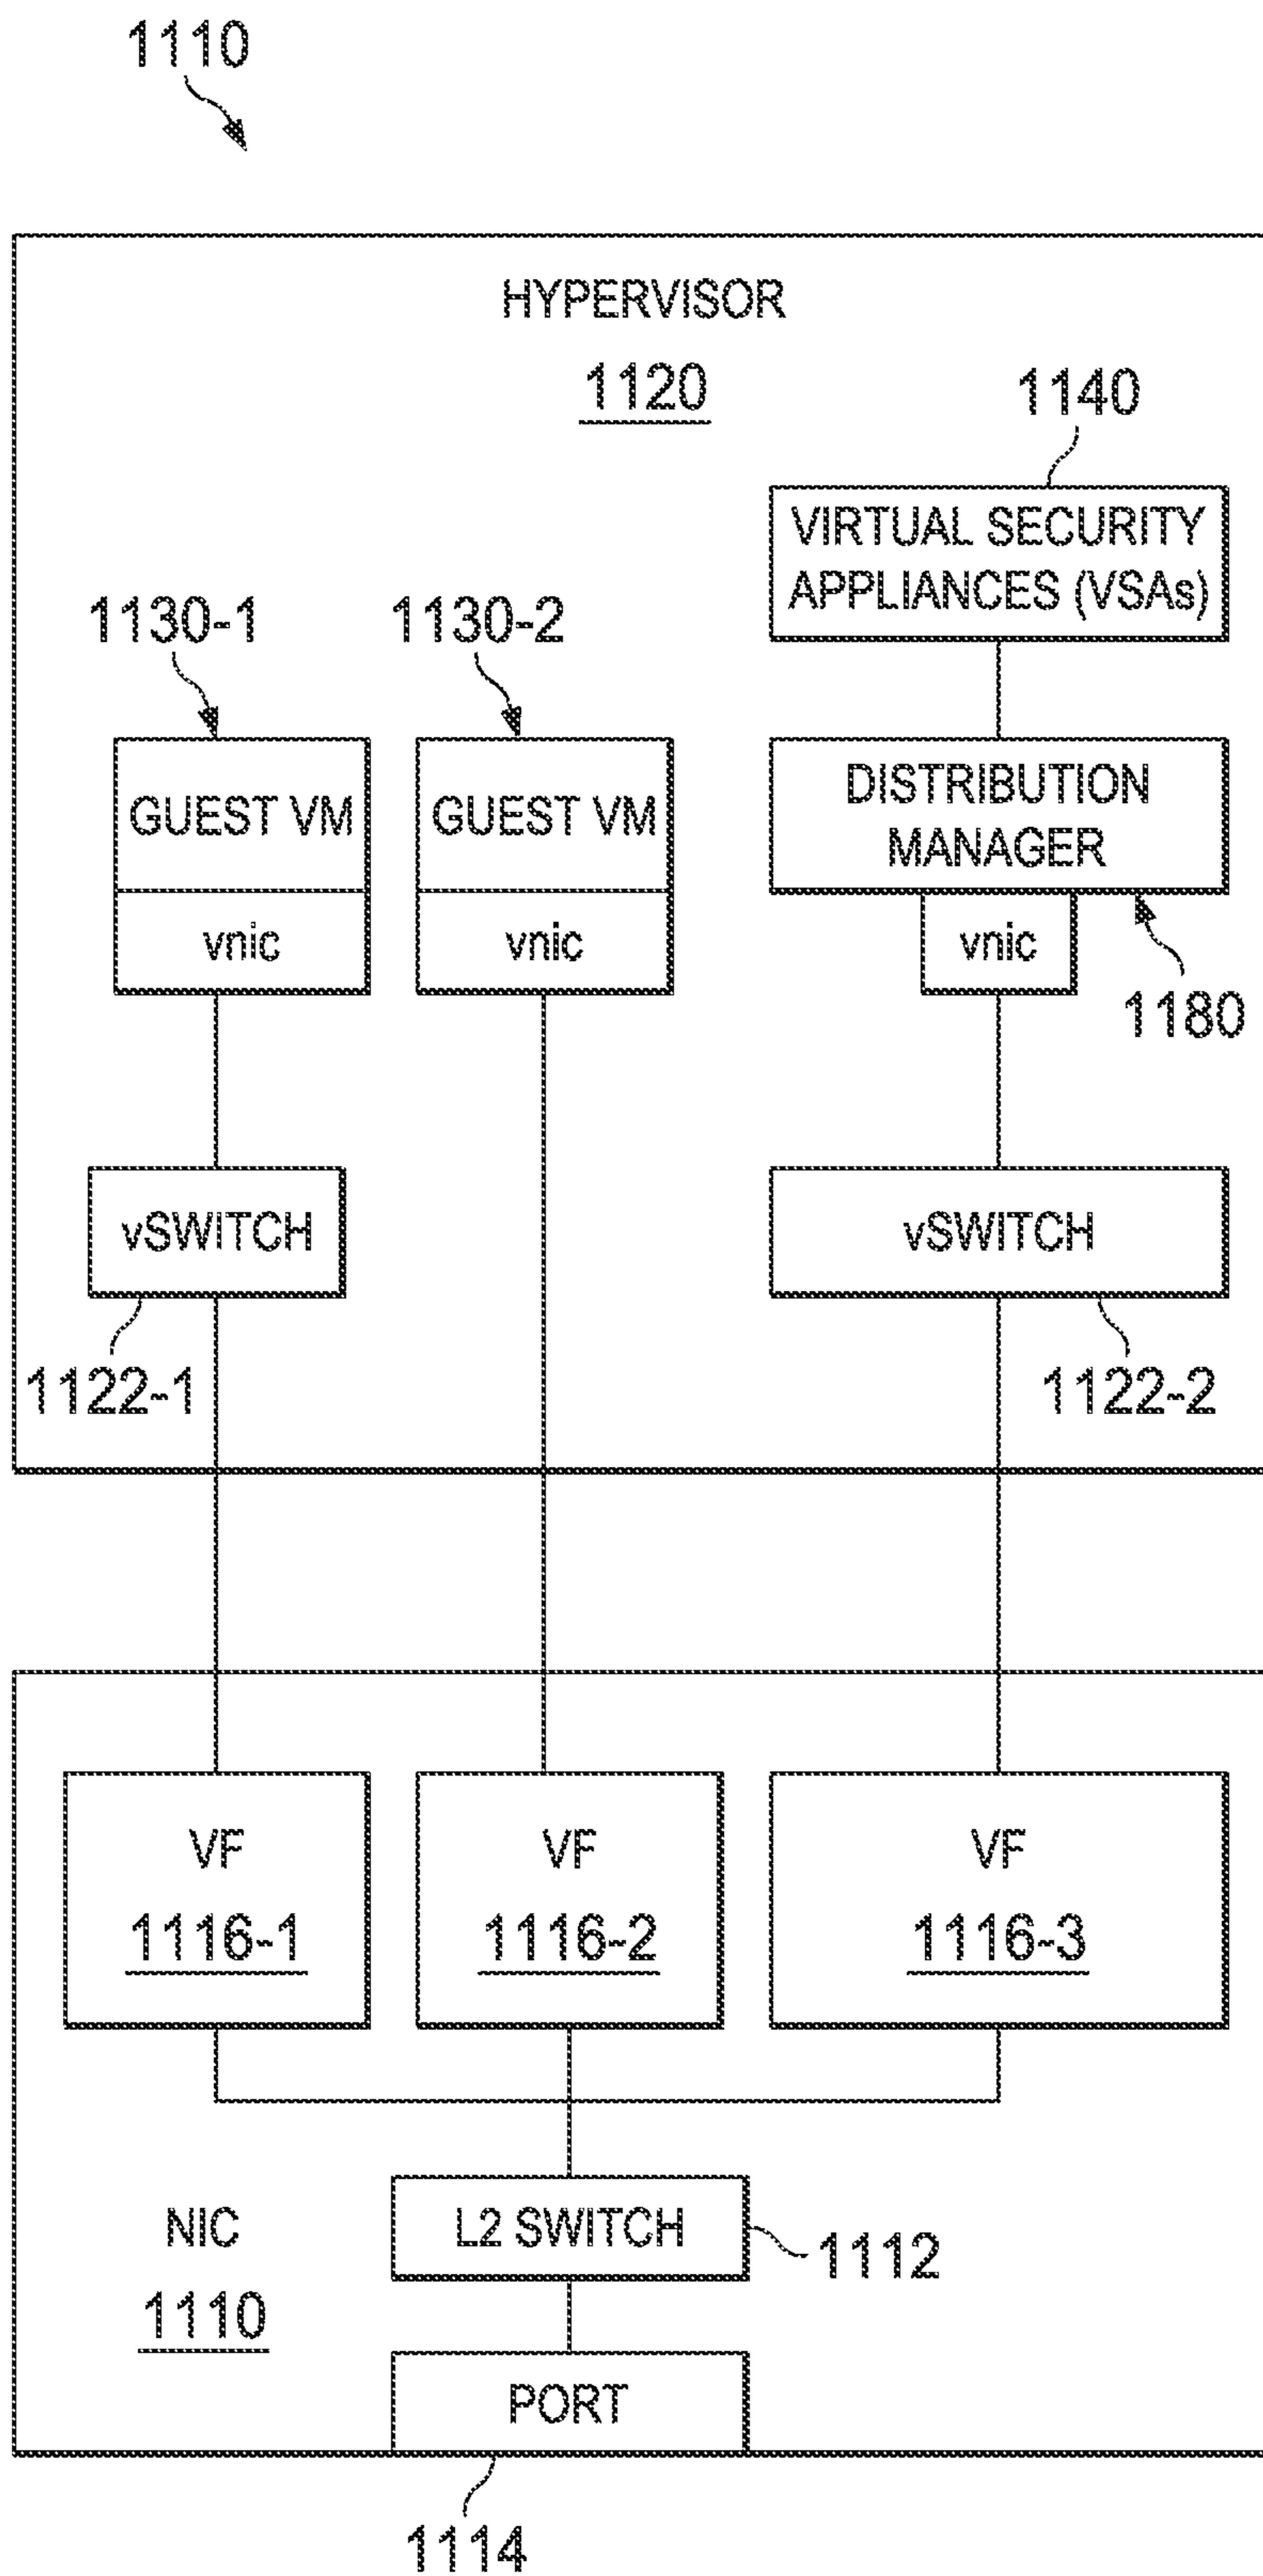 1110
HYPERVISOR
1120
1140
VIRTUAL SECURITY
APPLIANCES (VSAs)
1130-1
1130-2
GUEST VM
GUEST VM
DISTRIBUTION
MANAGER
vnic
vnic
vnic
1180
vSWITCH
vSWITCH
1122-1
1122-2
VF
VF
VF
1116-1
1116-2
1116-3
NIC
L2 SWITCH
1112
1110
PORT
1114